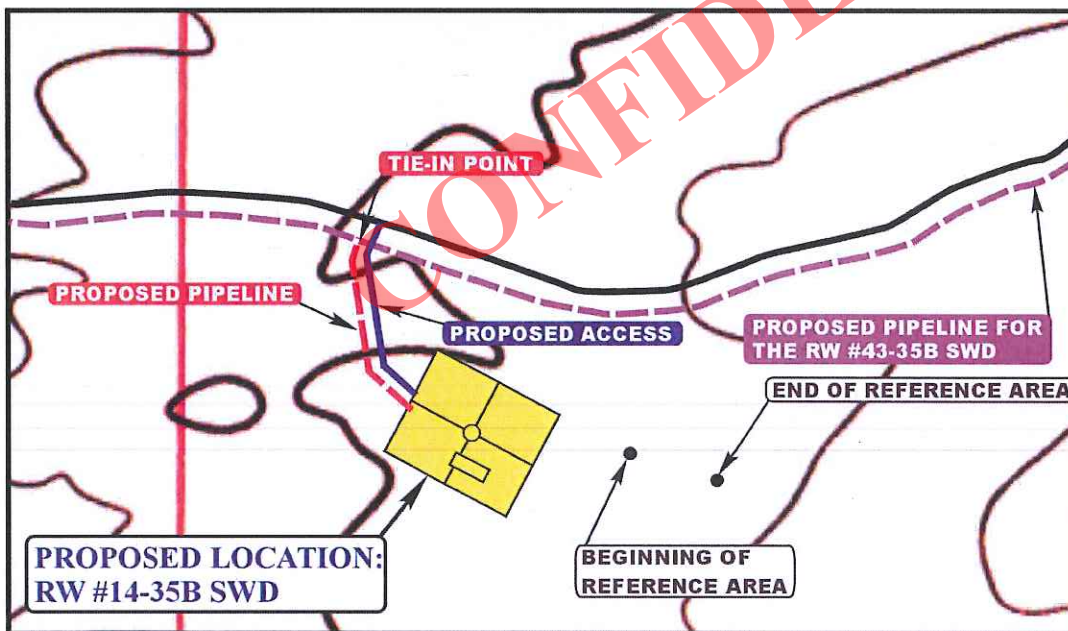 CONFIDE
TIE-IN POINT
PROPOSED PIPELINE
PROPOSED ACCESS
PROPOSED PIPELINE FOR
THE RW #43-35B SWD
END OF REFERENCE AREA
PROPOSED LOCATION:
RW #14-35B SWD
BEGINNING OF
REFERENCE AREA